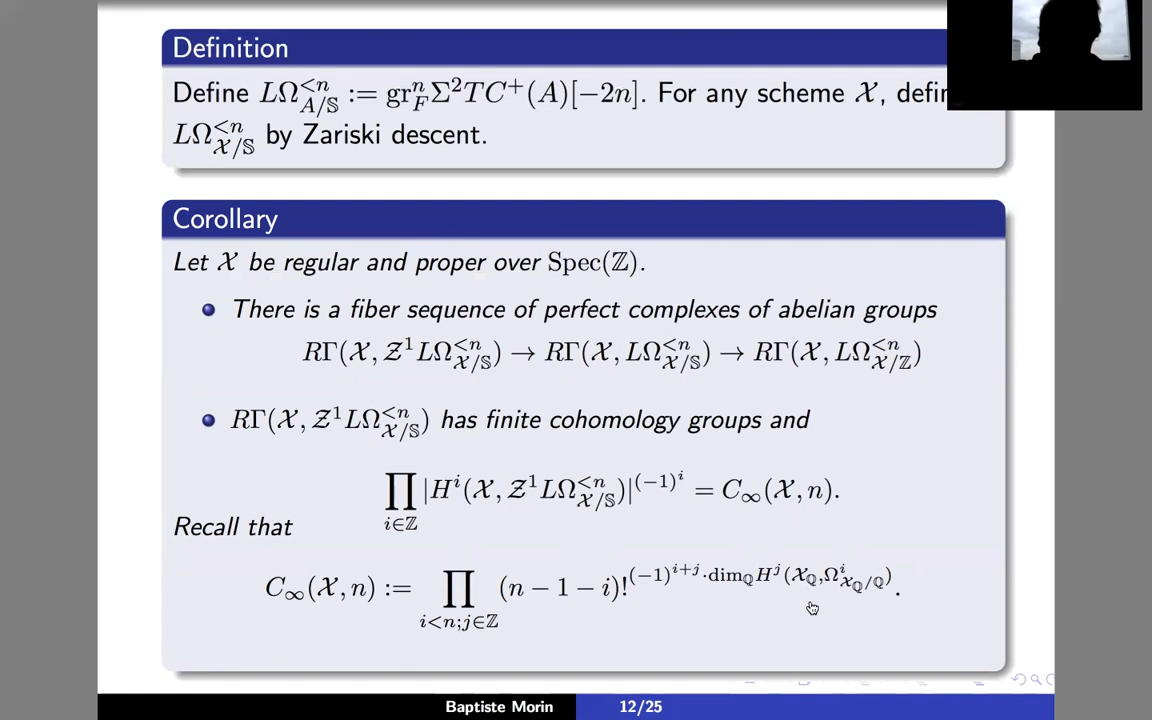 Definition
Define $L\Omega^{<n}_{A/\mathbb{S}} := \mathrm{gr}^n_F \Sigma^2 TC^+(A)[-2n]$. For any scheme $\mathcal{X}$,
$L\Omega^{<n}_{\mathcal{X}/\mathbb{S}}$ by Zariski descent.
Corollary
Let $\mathcal{X}$ be regular and proper over $\mathrm{Spec}(\mathbb{Z})$.
There is a fiber sequence of perfect complexes of abelian groups
$R\Gamma(\mathcal{X}, \mathcal{Z}^1 L\Omega^{<n}_{\mathcal{X}/\mathbb{S}}) \to R\Gamma(\mathcal{X}, L\Omega^{<n}_{\mathcal{X}/\mathbb{S}}) \to R\Gamma(\mathcal{X}, L\Omega^{<n}_{\mathcal{X}/\mathbb{Z}})$
$R\Gamma(\mathcal{X}, \mathcal{Z}^1 L\Omega^{<n}_{\mathcal{X}/\mathbb{S}})$ has finite cohomology groups and
$\prod_{i\in\mathbb{Z}} |H^i(\mathcal{X}, \mathcal{Z}^1 L\Omega^{<n}_{\mathcal{X}/\mathbb{S}})|^{(-1)^i} = C_\infty(\mathcal{X}, n).$
Recall that
$C_\infty(\mathcal{X}, n) := \prod_{i<n; j\in\mathbb{Z}} (n-1-i)!^{(-1)^{i+j} \cdot \dim_{\mathbb{Q}} H^j(\mathcal{X}_{\mathbb{Q}}, \Omega^i_{\mathcal{X}_{\mathbb{Q}}/\mathbb{Q}})}.$
Baptiste Morin 12/25